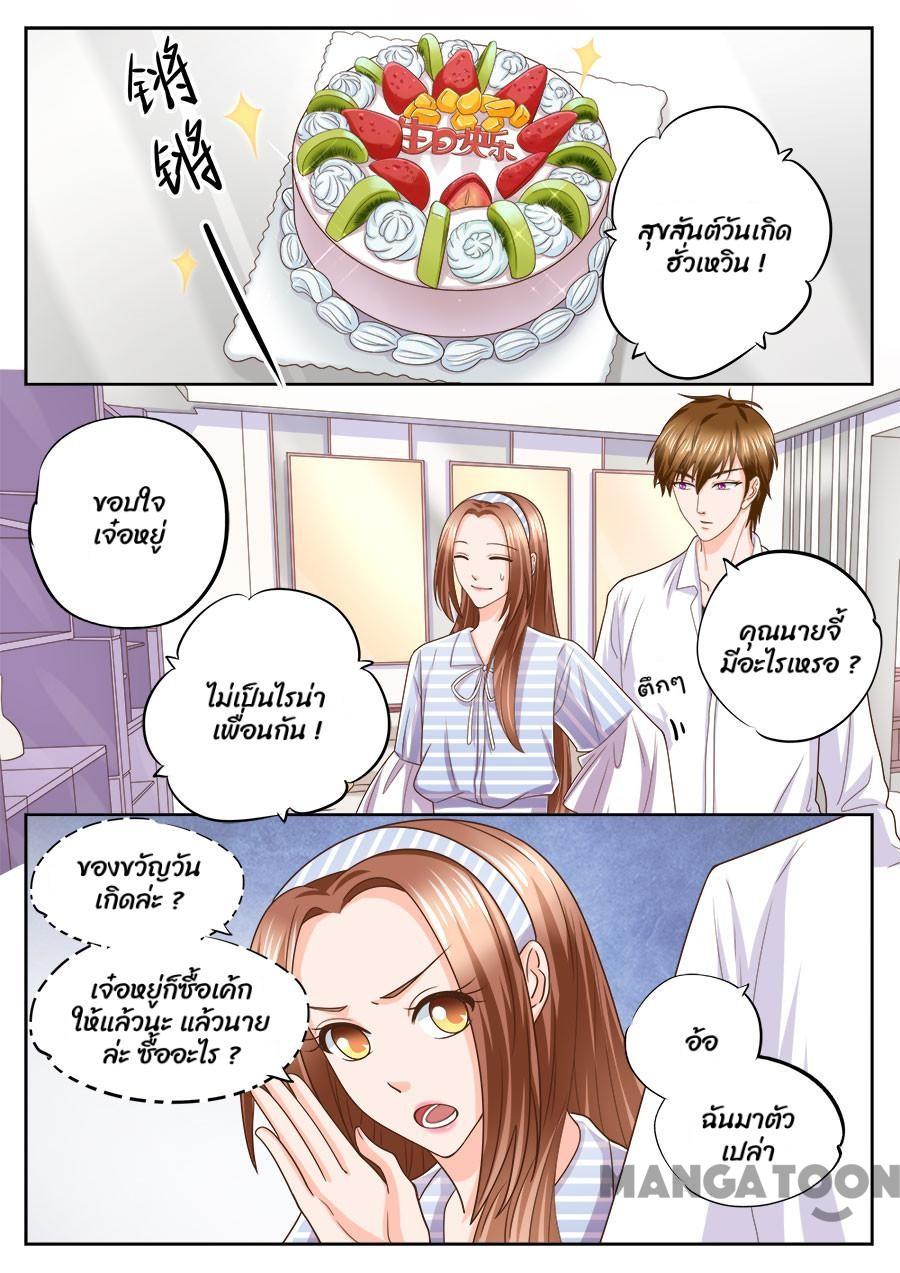 锵
锵
生日快乐
สุขสันต์วันเกิด
ฮั่วเหวิน !
ขอบใจ
เจ๋อหยู่
ไม่เป็นไรน่า
เพื่อนกัน !
คุณนายจี้
มีอะไรเหรอ ?
ตึกๆ
ของขวัญวัน
เกิดล่ะ ?
เจ๋อหยู่ก็ซื้อเค้ก
ให้แล้วนะ แล้วนาย
ล่ะ ซื้ออะไร ?
อ้อ
ฉันมาตัว
เปล่า
MANGATOON